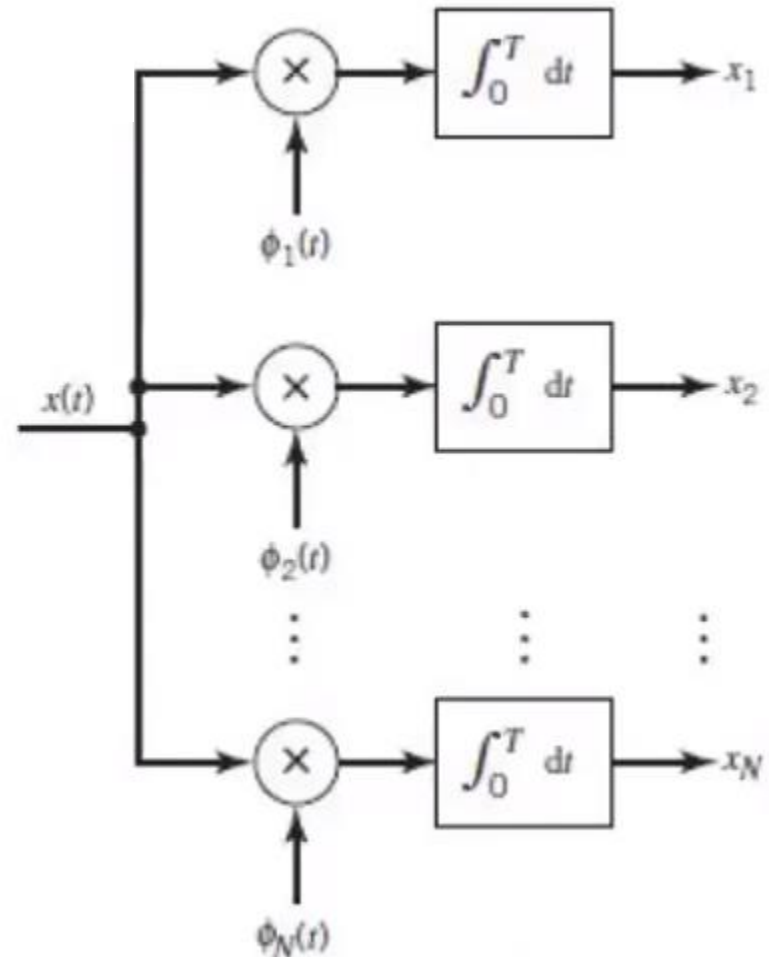 × ∫₀ᵀ dt x₁
ϕ₁(t)
× ∫₀ᵀ dt x₂
x(t)
ϕ₂(t)
⋮ ⋮ ⋮
× ∫₀ᵀ dt x_N
ϕ_N(t)